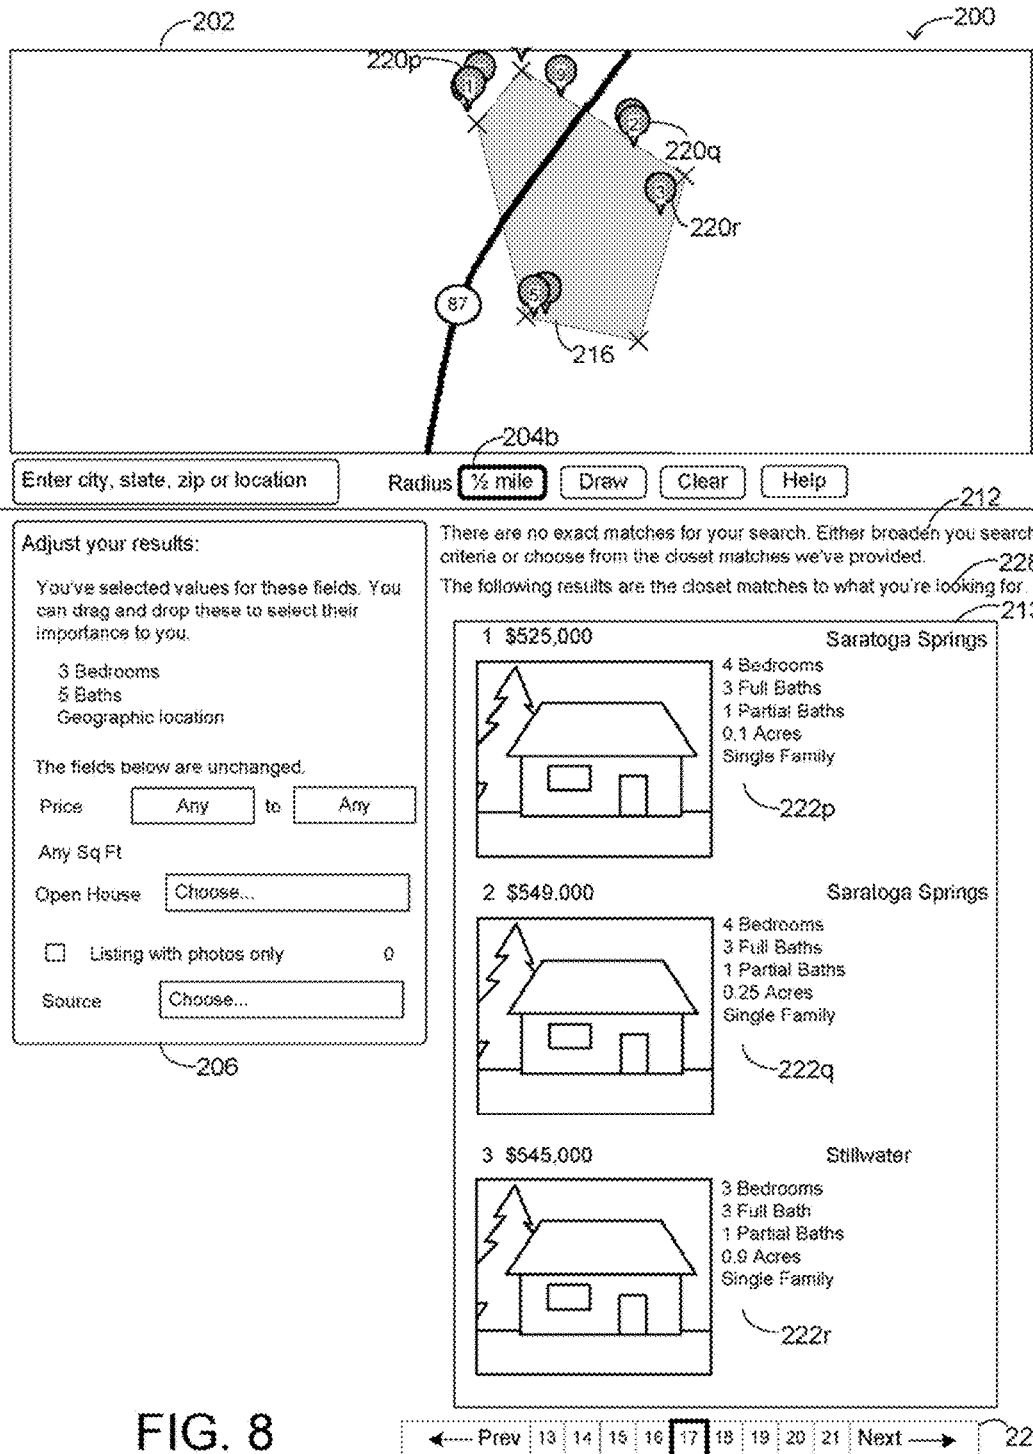 202
200
220p
1
9
2
220q
3
220r
87
5
216
204b
Enter city, state, zip or location
Radius ½ mile Draw Clear Help
212
Adjust your results:
You've selected values for these fields. You
can drag and drop these to select their
importance to you.
3 Bedrooms
5 Baths
Geographic location
The fields below are unchanged.
Price Any to Any
Any Sq Ft
Open House Choose...
Listing with photos only 0
Source Choose...
206
There are no exact matches for your search. Either broaden you search
criteria or choose from the closet matches we've provided.
The following results are the closet matches to what you're looking for.
1 $525,000 Saratoga Springs
4 Bedrooms
3 Full Baths
1 Partial Baths
0.1 Acres
Single Family
222p
2 $549,000 Saratoga Springs
4 Bedrooms
3 Full Baths
1 Partial Baths
0.25 Acres
Single Family
222q
3 $545,000 Stillwater
3 Bedrooms
3 Full Bath
1 Partial Baths
0.9 Acres
Single Family
222r
FIG. 8
Prev 13 14 15 16 17 18 19 20 21 Next